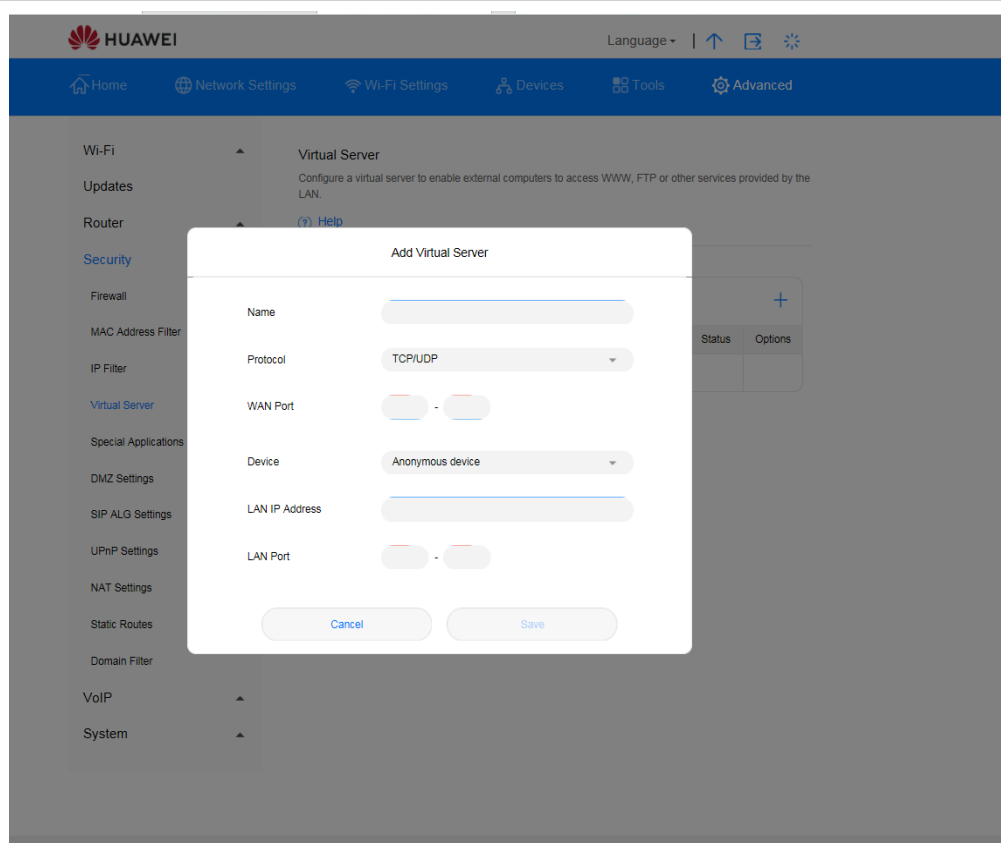 HUAWEI
Language
Home Network Settings Wi-Fi Settings Devices Tools Advanced
Wi-Fi
Updates
Router
Security
Firewall
MAC Address Filter
IP Filter
Virtual Server
Special Applications
DMZ Settings
SIP ALG Settings
UPnP Settings
NAT Settings
Static Routes
Domain Filter
VoIP
System
Virtual Server
Configure a virtual server to enable external computers to access WWW, FTP or other services provided by the
LAN.
? Help
Status Options
Add Virtual Server
Name
Protocol TCP/UDP
WAN Port -
Device Anonymous device
LAN IP Address
LAN Port -
Cancel Save